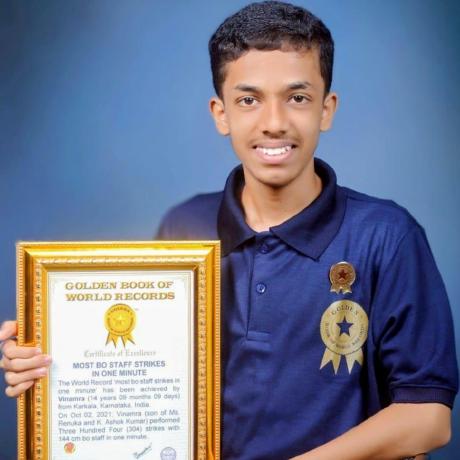 GOLDEN BOOK OF
WORLD RECORDS
Certificate of Excellence
MOST BO STAFF STRIKES
IN ONE MINUTE
The World Record 'most bo staff strikes in
one minute' has been achieved by
Vinamra (14 years 09 months 09 days)
from Karkala, Karnataka, India.
On Oct 02, 2021; Vinamra (son of Ms.
Renuka and K. Ashok Kumar) performed
Three Hundred Four (304) strikes with
144 cm bo staff in one minute.
GOLDEN